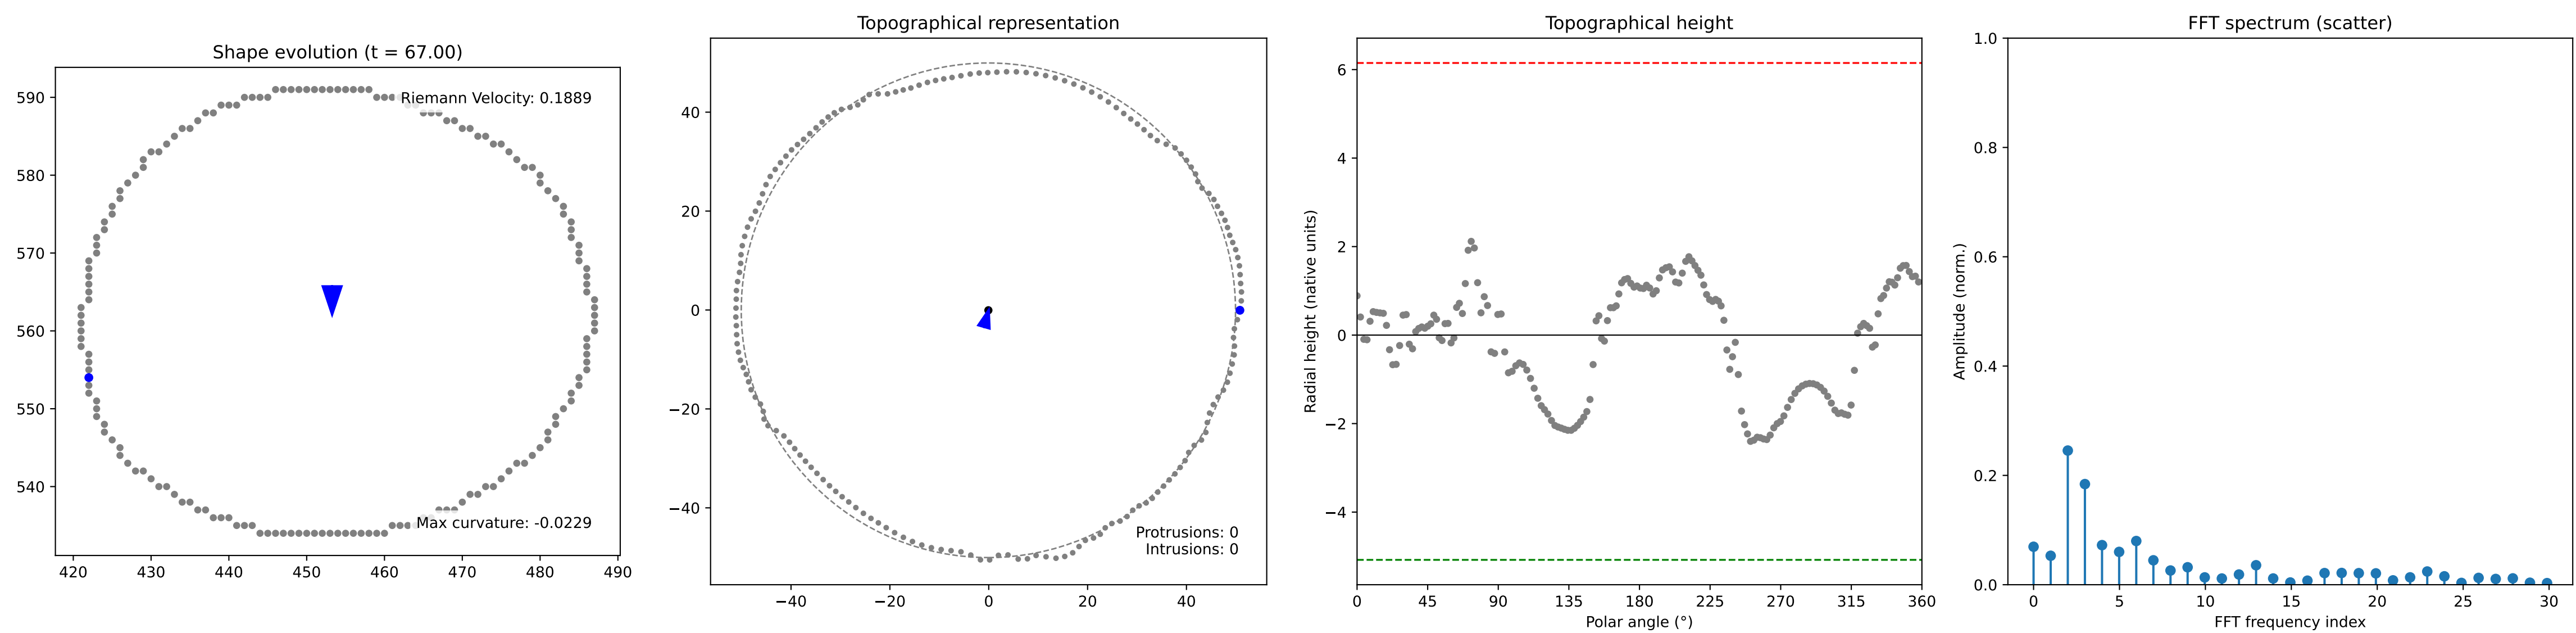 Shape evolution (t = 67.00)
Riemann Velocity: 0.1889
Max curvature: -0.0229
590
580
570
560
550
540
420 430 440 450 460 470 480 490
Topographical representation
40
20
0
−20
−40
−40 −20 0 20 40
Protrusions: 0
Intrusions: 0
Topographical height
Radial height (native units)
6
4
2
0
−2
−4
0 45 90 135 180 225 270 315 360
Polar angle (°)
FFT spectrum (scatter)
Amplitude (norm.)
1.0
0.8
0.6
0.4
0.2
0.0
0 5 10 15 20 25 30
FFT frequency index